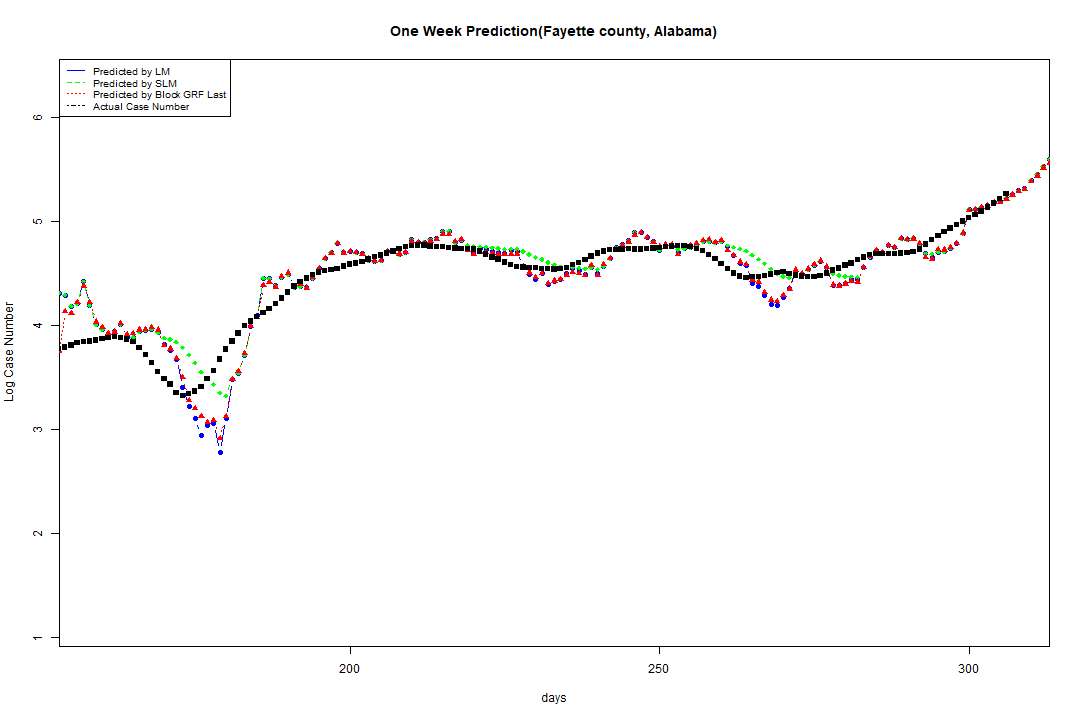 One Week Prediction(Fayette county, Alabama)
Predicted by LM
Predicted by SLM
Predicted by Block GRF Last
Actual Case Number
6
5
4
3
2
1
Log Case Number
200
250
300
days